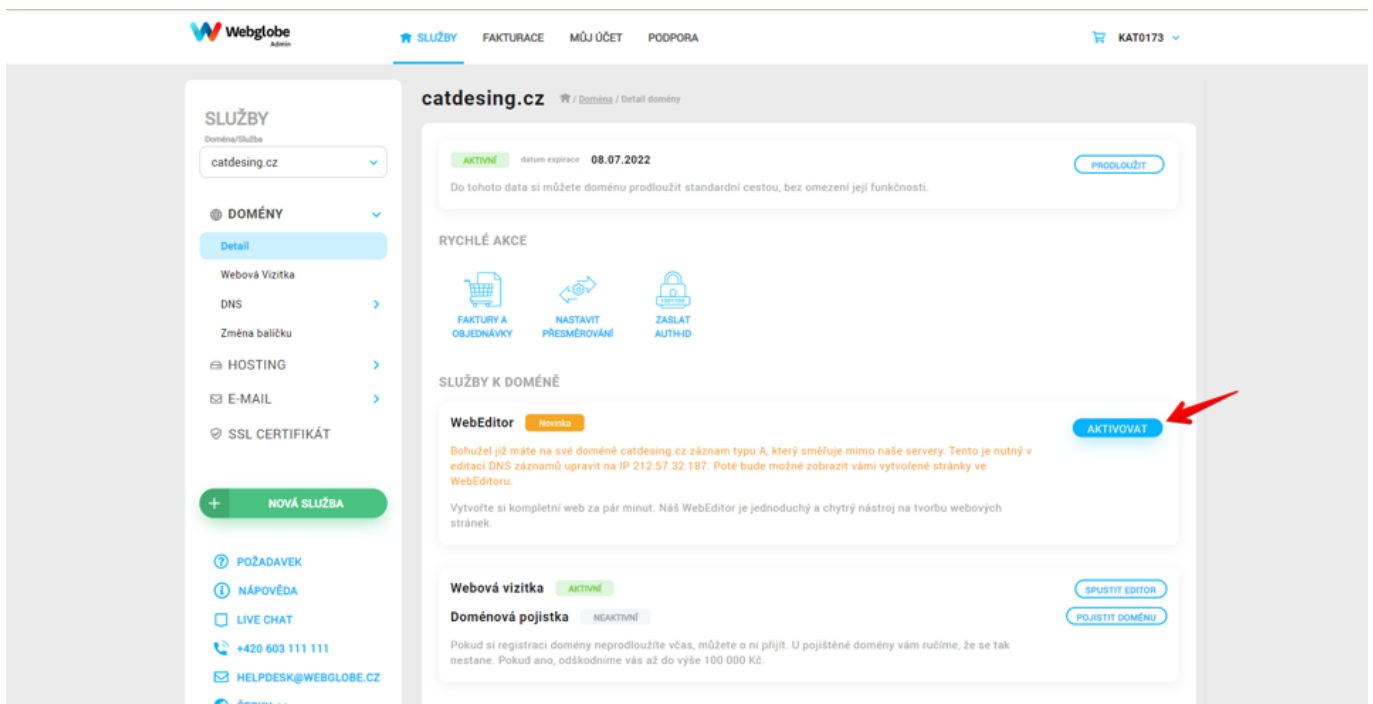 Webglobe
Admin
SLUŽBY
FAKTURACE
MŮJ ÚČET
PODPORA
KAT0173
SLUŽBY
Doména/Služba
catdesing.cz
DOMÉNY
Detail
Webová Vizitka
DNS
Změna balíčku
HOSTING
E-MAIL
SSL CERTIFIKÁT
+ NOVÁ SLUŽBA
POŽADAVEK
NÁPOVĚDA
LIVE CHAT
+420 603 111 111
HELPDESK@WEBGLOBE.CZ
catdesing.cz / Doména / Detail domény
AKTIVNÍ datum expirace 08.07.2022
PRODLOUŽIT
Do tohoto data si můžete doménu prodloužit standardní cestou, bez omezení její funkčnosti.
RYCHLÉ AKCE
FAKTURY A
OBJEDNÁVKY
NASTAVIT
PŘESMĚROVÁNÍ
ZASLAT
AUTH-ID
SLUŽBY K DOMÉNĚ
WebEditor Novinka
AKTIVOVAT
Bohužel již máte na své doméně catdesing.cz záznam typu A, který směřuje mimo naše servery. Tento je nutný v
editaci DNS záznamů upravit na IP 212.57.32.187. Poté bude možné zobrazit vámi vytvořené stránky ve
WebEditoru.
Vytvořte si kompletní web za pár minut. Náš WebEditor je jednoduchý a chytrý nástroj na tvorbu webových
stránek.
Webová vizitka AKTIVNÍ
SPUSTIT EDITOR
Doménová pojistka NEAKTIVNÍ
POJISTIT DOMÉNU
Pokud si registraci domény neprodloužíte včas, můžete o ni přijít. U pojištěné domény vám ručíme, že se tak
nestane. Pokud ano, odškodníme vás až do výše 100 000 Kč.